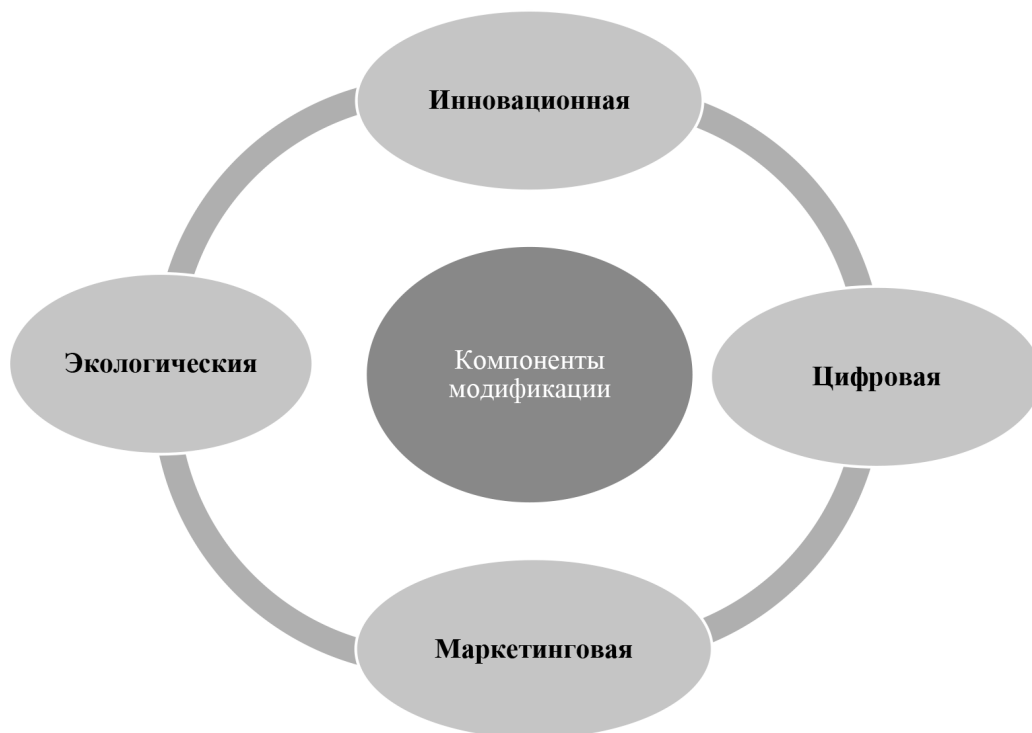 Инновационная
Экологическия
Компоненты
модификации
Цифровая
Маркетинговая